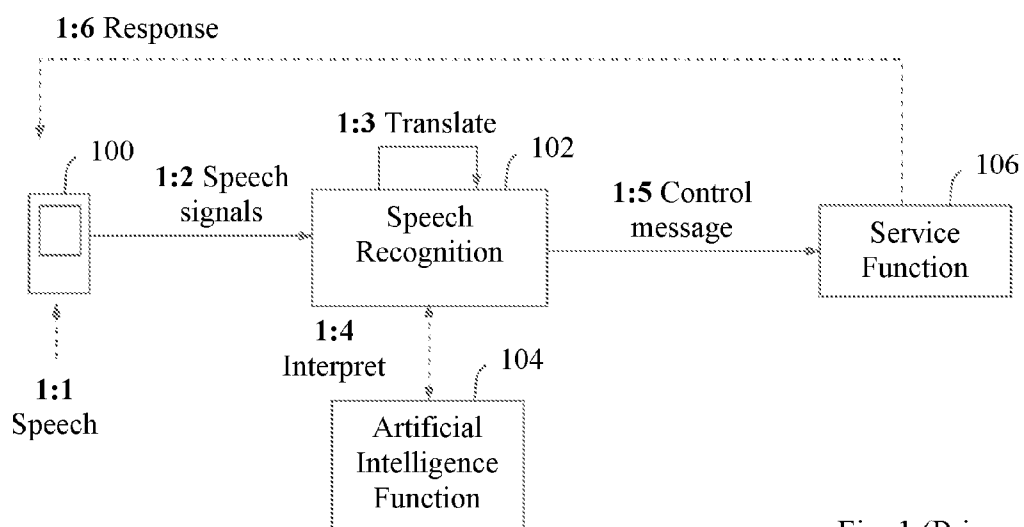 1:6 Response
1:3 Translate
100
102
106
1:2 Speech
signals
1:5 Control
message
Speech
Recognition
Service
Function
1:4
Interpret
104
1:1
Speech
Artificial
Intelligence
Function